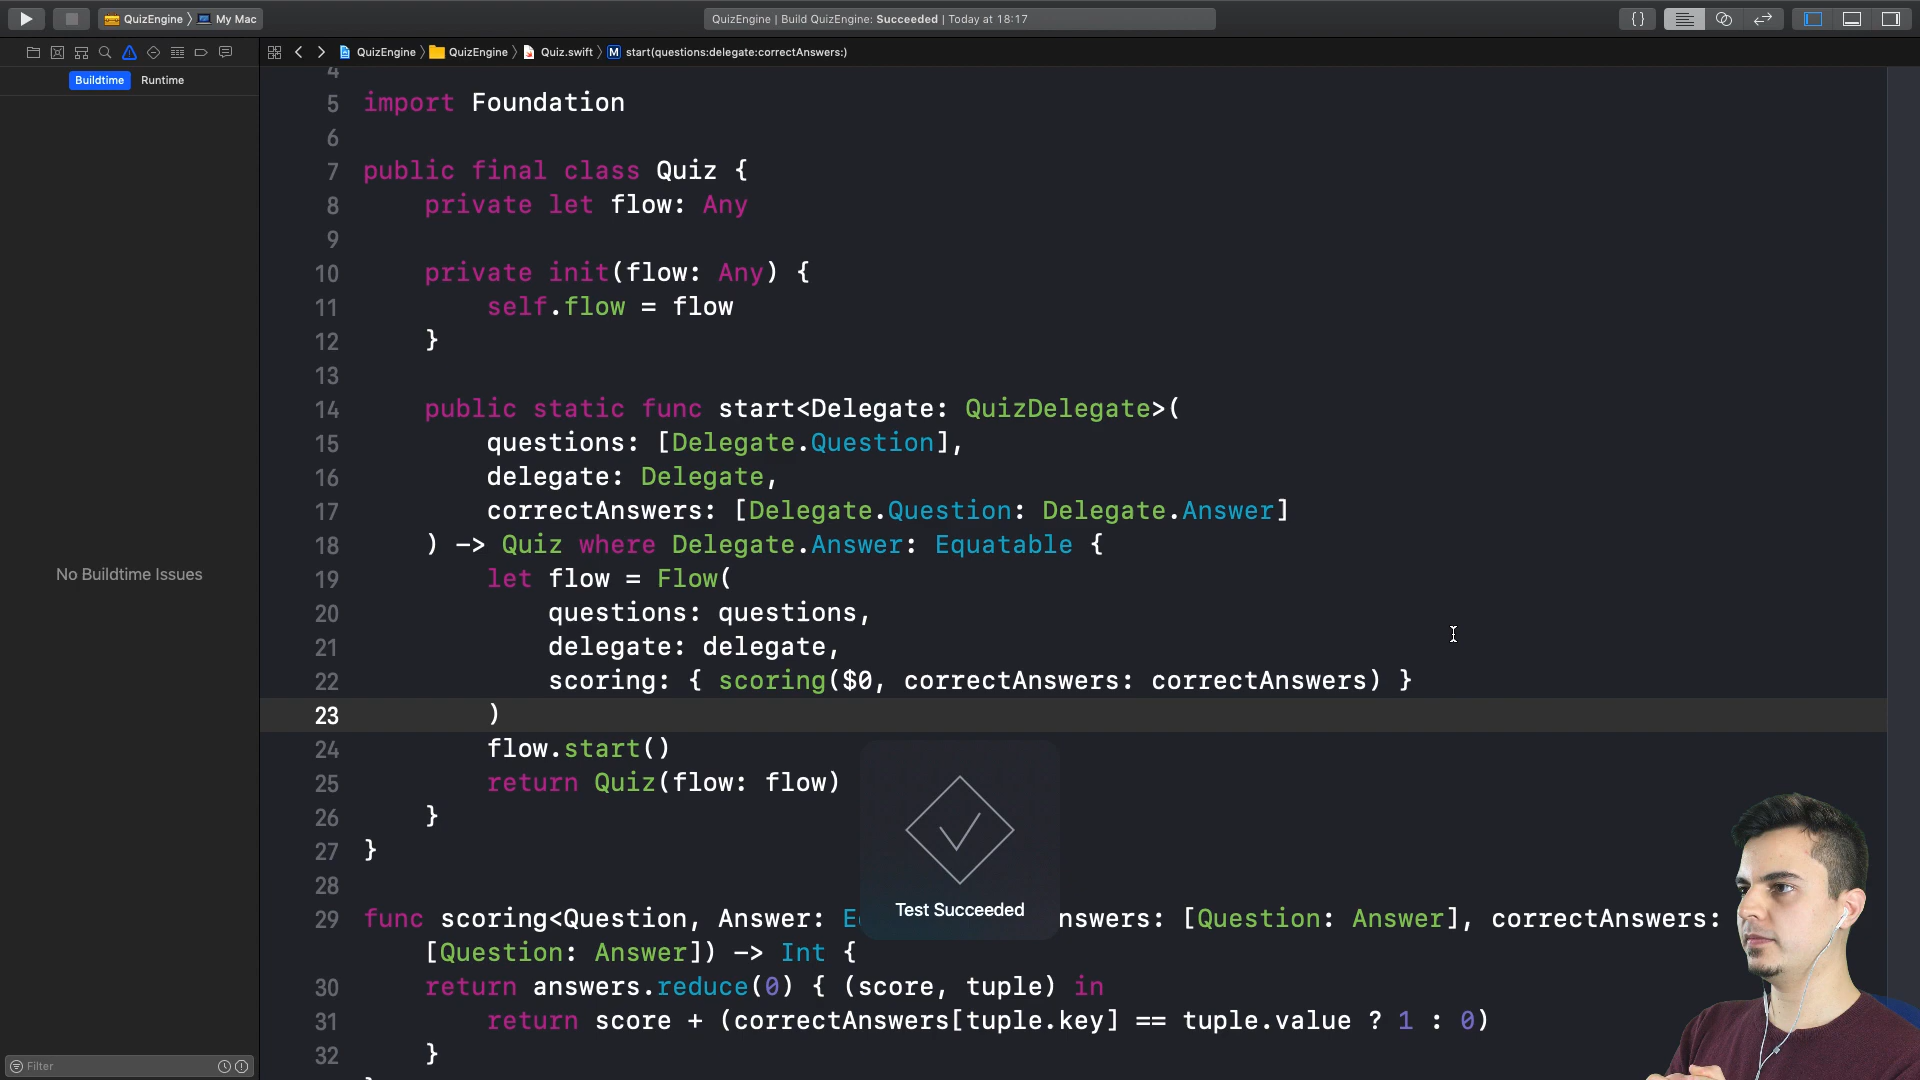 QuizEngine > My Mac
QuizEngine | Build QuizEngine: Succeeded | Today at 18:17
QuizEngine > QuizEngine > Quiz.swift > M start(questions:delegate:correctAnswers:)
Buildtime Runtime
4
5 import Foundation
6
7 public final class Quiz {
8 private let flow: Any
9
10 private init(flow: Any) {
11 self.flow = flow
12 }
13
14 public static func start<Delegate: QuizDelegate>(
15 questions: [Delegate.Question],
16 delegate: Delegate,
17 correctAnswers: [Delegate.Question: Delegate.Answer]
18 ) -> Quiz where Delegate.Answer: Equatable {
19 let flow = Flow(
20 questions: questions,
21 delegate: delegate,
22 scoring: { scoring($0, correctAnswers: correctAnswers) }
23 )
24 flow.start()
25 return Quiz(flow: flow)
26 }
27 }
28
29 func scoring<Question, Answer: nswers: [Question: Answer], correctAnswers:
[Question: Answer]) -> Int {
30 return answers.reduce(0) { (score, tuple) in
31 return score + (correctAnswers[tuple.key] == tuple.value ? 1 : 0)
32 }
No Buildtime Issues
Test Succeeded
Filter